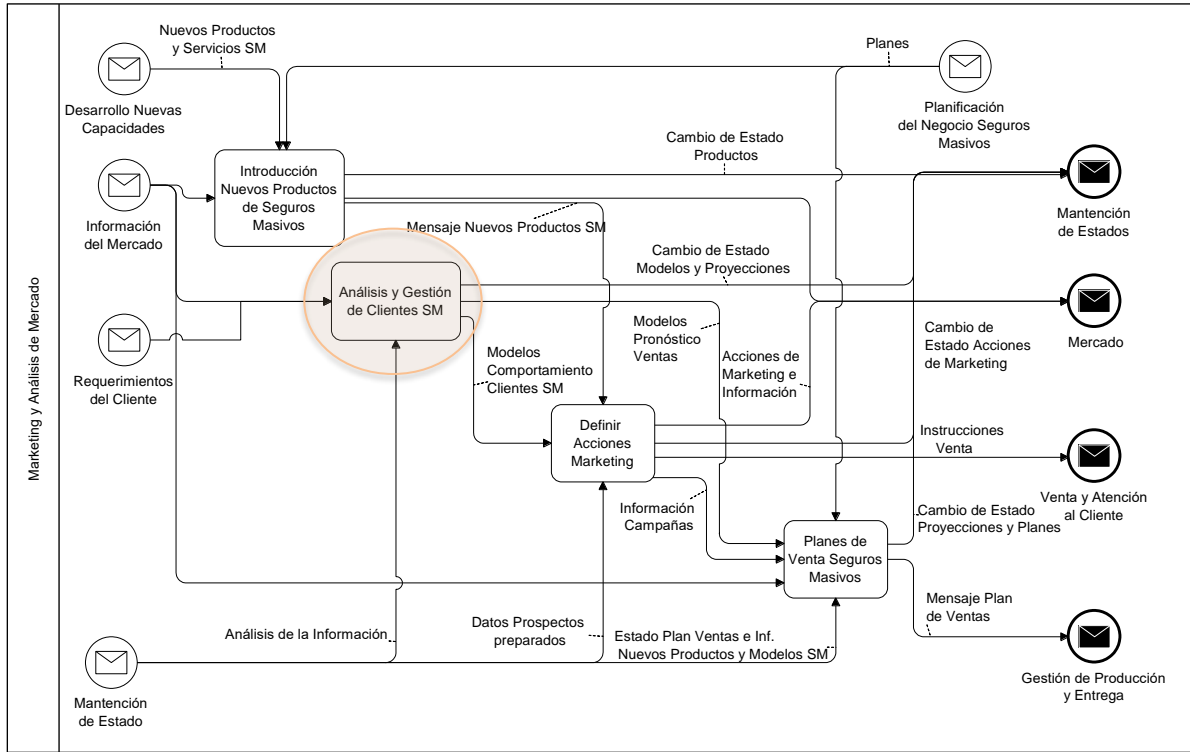 Marketing y Análisis de Mercado
Nuevos Productos
y Servicios SM
Planes
Desarrollo Nuevas
Capacidades
Planificación
del Negocio Seguros
Masivos
Cambio de Estado
Productos
Introducción
Nuevos Productos
de Seguros
Masivos
Información
del Mercado
Mensaje Nuevos Productos SM
Mantención
de Estados
Cambio de Estado
Modelos y Proyecciones
Análisis y Gestión
de Clientes SM
Requerimientos
del Cliente
Modelos
Pronóstico
Ventas
Modelos
Comportamiento
Clientes SM
Acciones de
Marketing e
Información
Cambio de
Estado Acciones
de Marketing
Mercado
Definir
Acciones
Marketing
Instrucciones
Venta
Venta y Atención
al Cliente
Información
Campañas
Cambio de Estado
Proyecciones y Planes
Planes de
Venta Seguros
Masivos
Mensaje Plan
de Ventas
Análisis de la Información
Datos Prospectos
preparados
Estado Plan Ventas e Inf.
Nuevos Productos y Modelos SM
Mantención
de Estado
Gestión de Producción
y Entrega